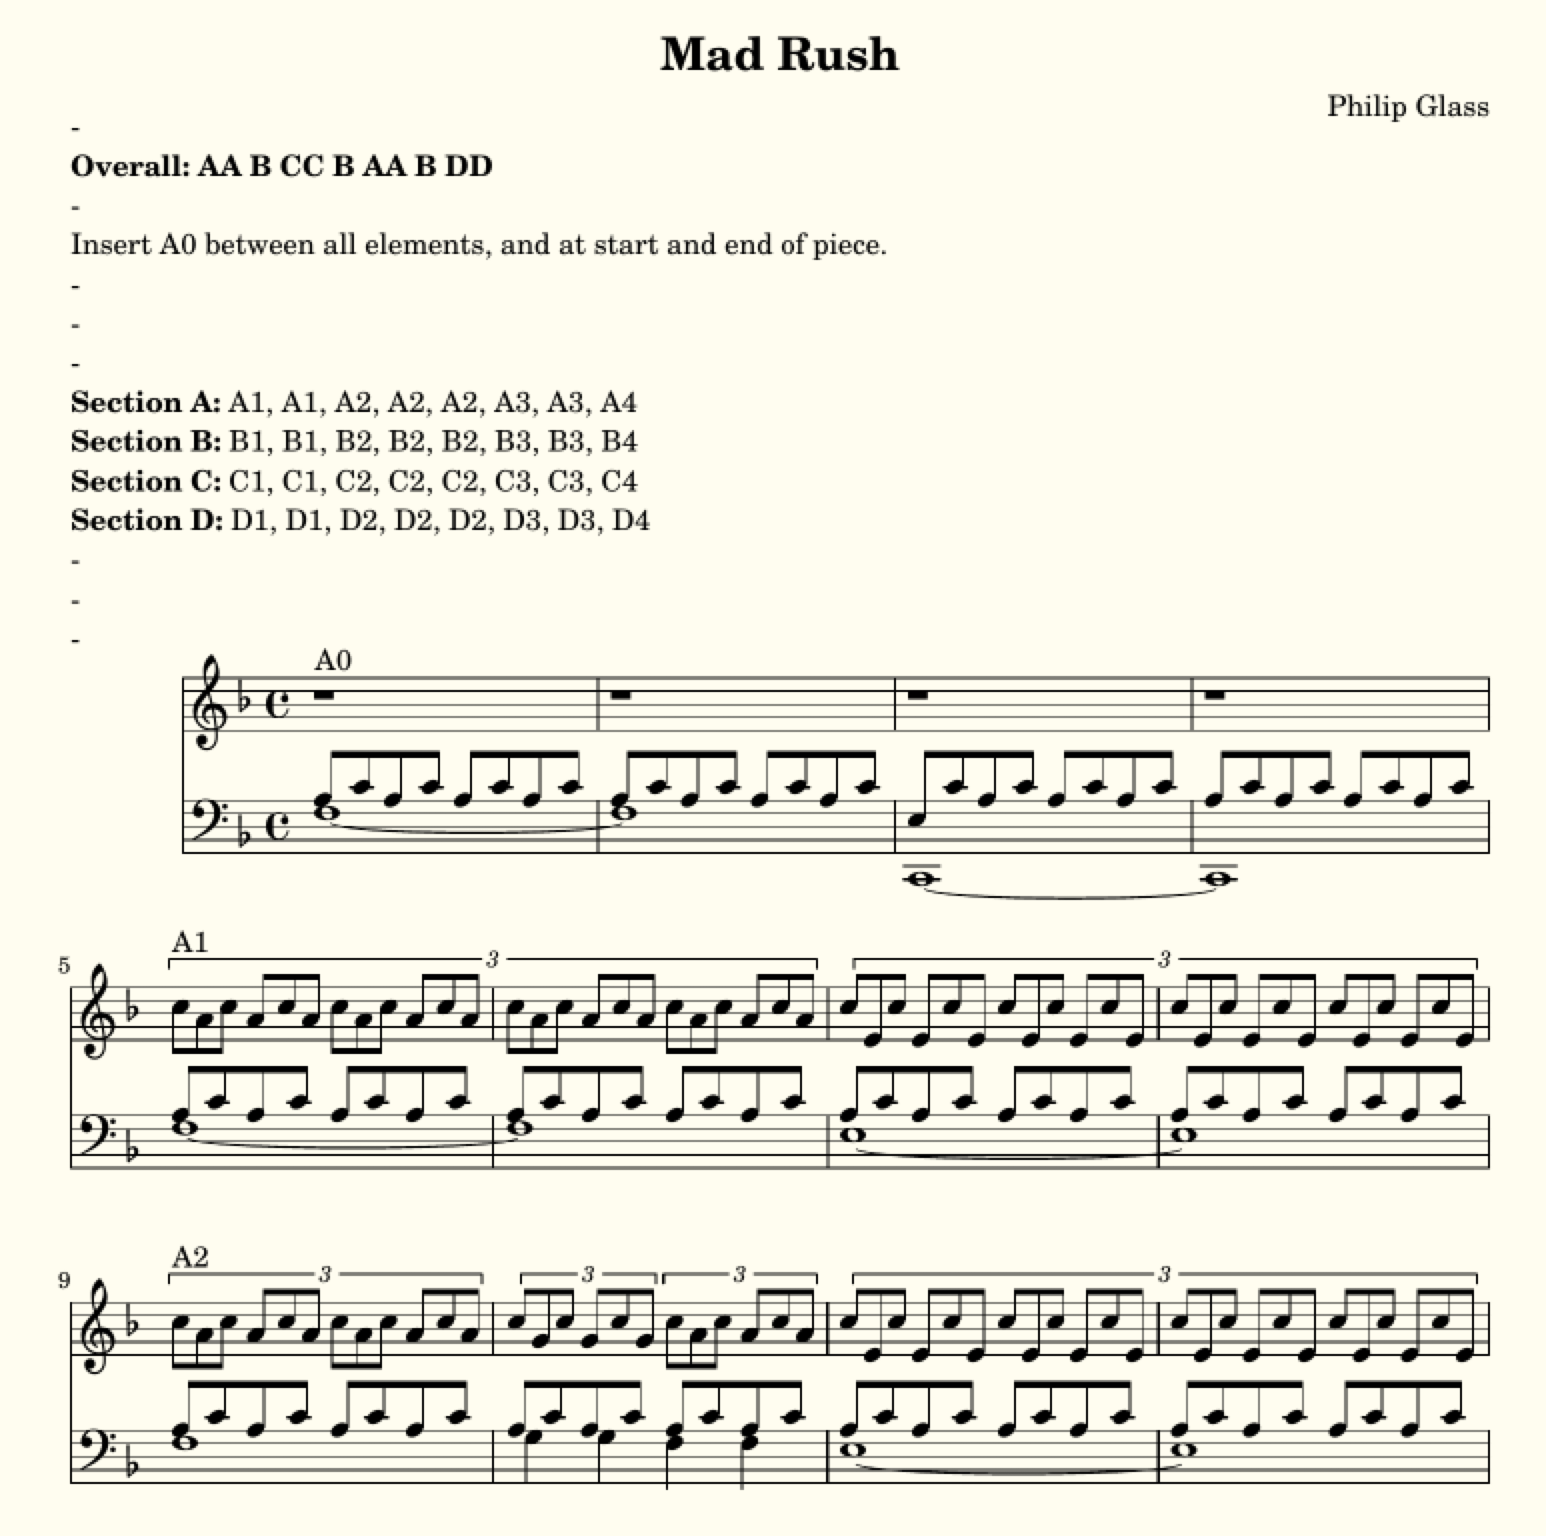 Mad Rush
Philip Glass
-
Overall: AA B CC B AA B DD
-
Insert A0 between all elements, and at start and end of piece.
-
-
-
Section A: A1, A1, A2, A2, A2, A3, A3, A4
Section B: B1, B1, B2, B2, B2, B3, B3, B4
Section C: C1, C1, C2, C2, C2, C3, C3, C4
Section D: D1, D1, D2, D2, D2, D3, D3, D4
-
-
-
A0
A1
5 3 3
A2
9 3 3 3 3